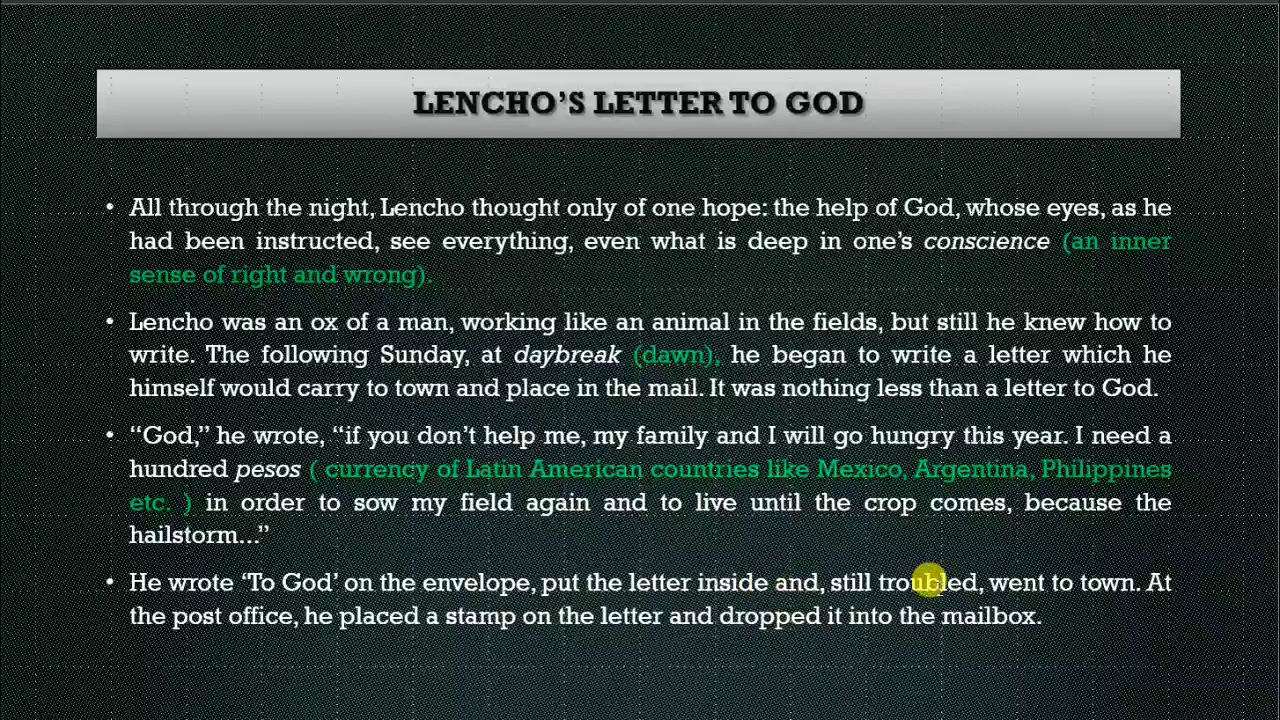 LENCHO'S LETTER TO GOD
• All through the night, Lencho thought only of one hope: the help of God, whose eyes, as he
had been instructed, see everything, even what is deep in one's conscience (an inner
sense of right and wrong).
• Lencho was an ox of a man, working like an animal in the fields, but still he knew how to
write. The following Sunday, at daybreak (dawn), he began to write a letter which he
himself would carry to town and place in the mail. It was nothing less than a letter to God.
• “God,” he wrote, “if you don't help me, my family and I will go hungry this year. I need a
hundred pesos ( currency of Latin American countries like Mexico, Argentina, Philippines
etc. ) in order to sow my field again and to live until the crop comes, because the
hailstorm...”
• He wrote ‘To God’ on the envelope, put the letter inside and, still troubled, went to town. At
the post office, he placed a stamp on the letter and dropped it into the mailbox.